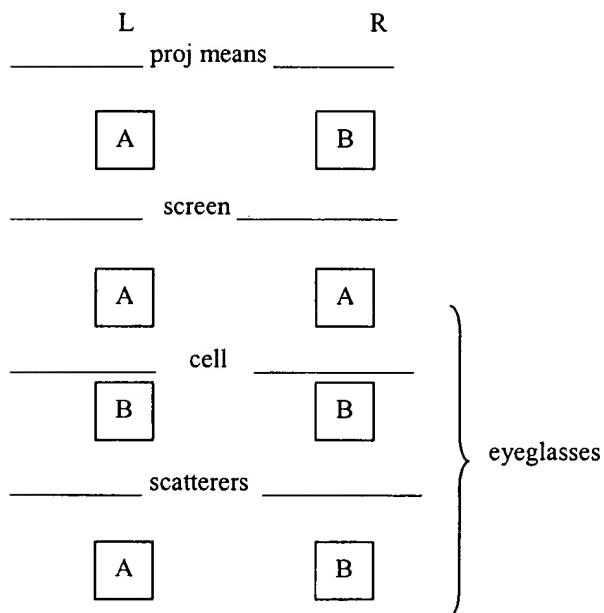 L R
proj means
A B
screen
A A
cell
B B
eyeglasses
scatterers
A B